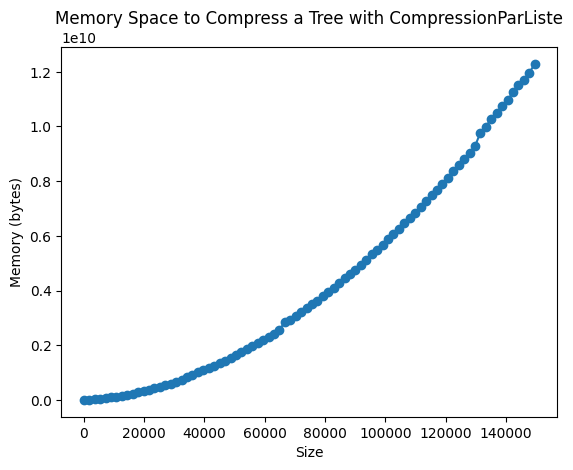 Memory Space to Compress a Tree with CompressionParListe
1e10
1.2
1.0
0.8
0.6
0.4
0.2
0.0
Memory (bytes)
0 20000 40000 60000 80000 100000 120000 140000
Size